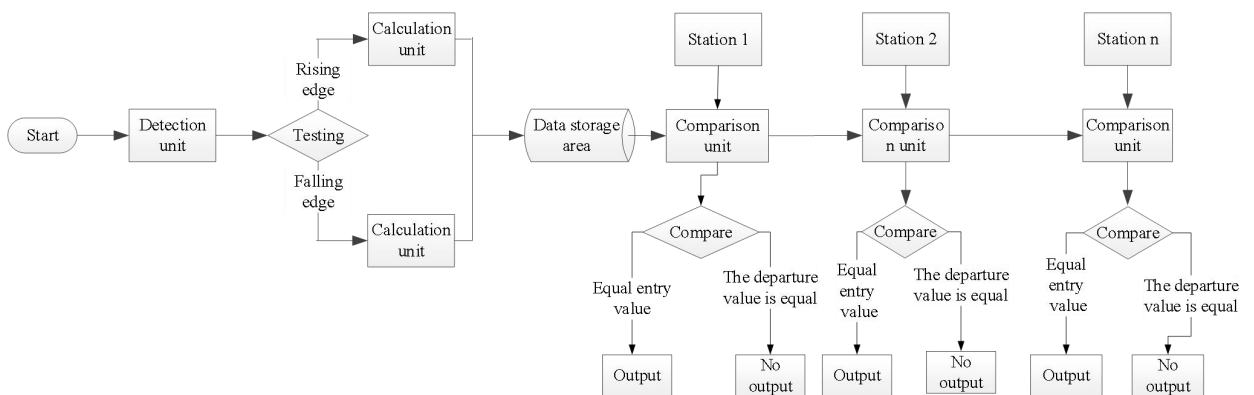 Start
Detection
unit
Testing
Rising
edge
Falling
edge
Calculation
unit
Calculation
unit
Data storage
area
Station 1
Comparison
unit
Compare
Equal entry
value
The departure
value is equal
Output
No
output
Station 2
Compariso
n unit
Compare
Equal
entry
value
The departure
value is equal
Output
No
output
Station n
Comparison
unit
Compare
Equal
entry
value
The departure
value is equal
Output
No
output